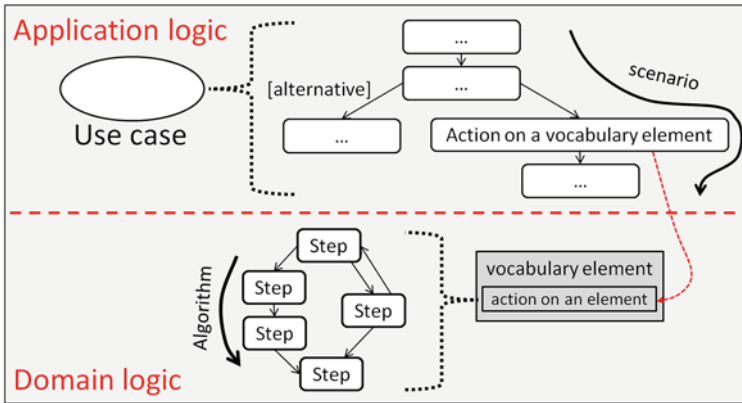 Application logic
...
scenario
[alternative]
...
Use case
...
Action on a vocabulary element
...
Step
vocabulary element
action on an element
Algorithm
Step
Step
Step
Step
Domain logic